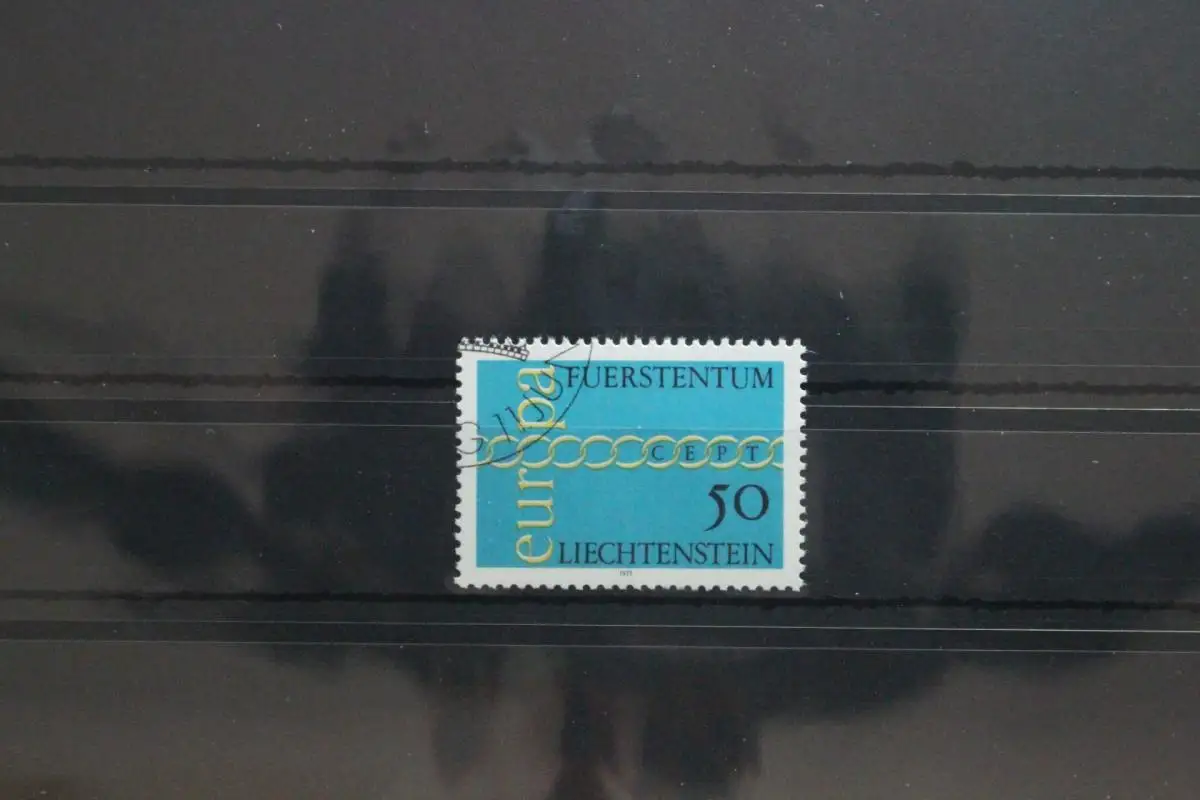 europa
FUERSTENTUM
CEPT
50
LIECHTENSTEIN